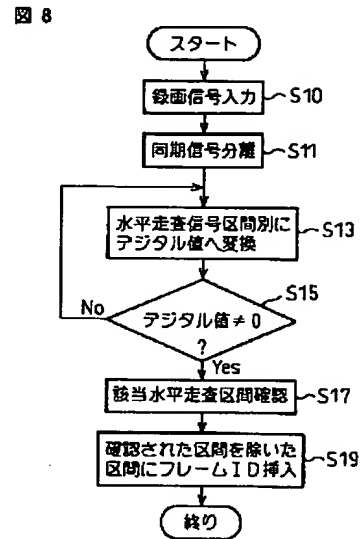 図 8
スタート
録画信号入力
S10
同期信号分離
S11
水平走査信号区間別に
デジタル値へ変換
S13
デジタル値≠0
?
S15
No
Yes
該当水平走査区間確認
S17
確認された区間を除いた
区間にフレームID挿入
S19
終り